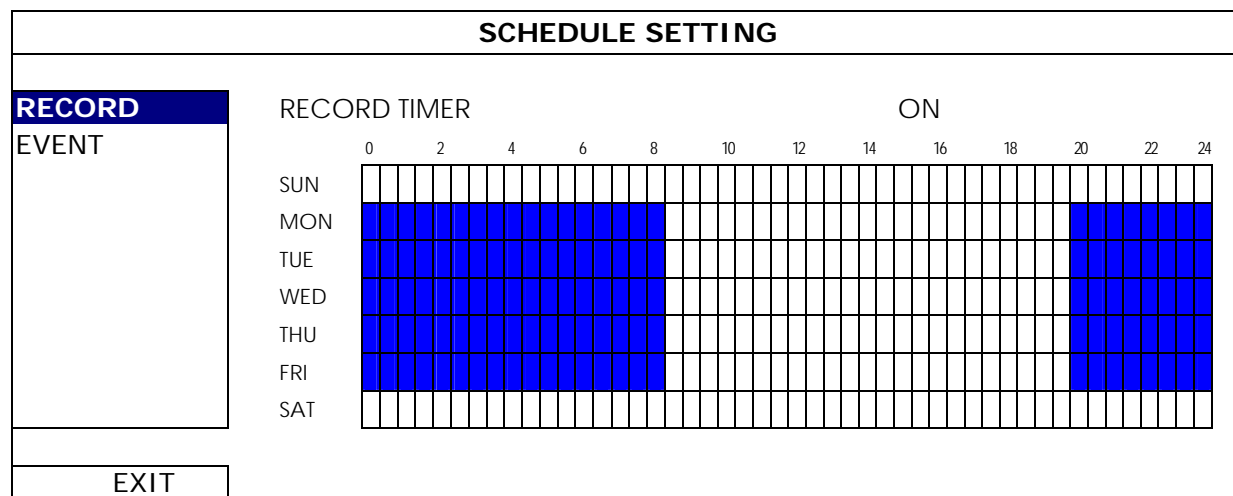 SCHEDULE SETTING
RECORD
EVENT
RECORD TIMER ON
0 2 4 6 8 10 12 14 16 18 20 22 24
SUN
MON
TUE
WED
THU
FRI
SAT
EXIT